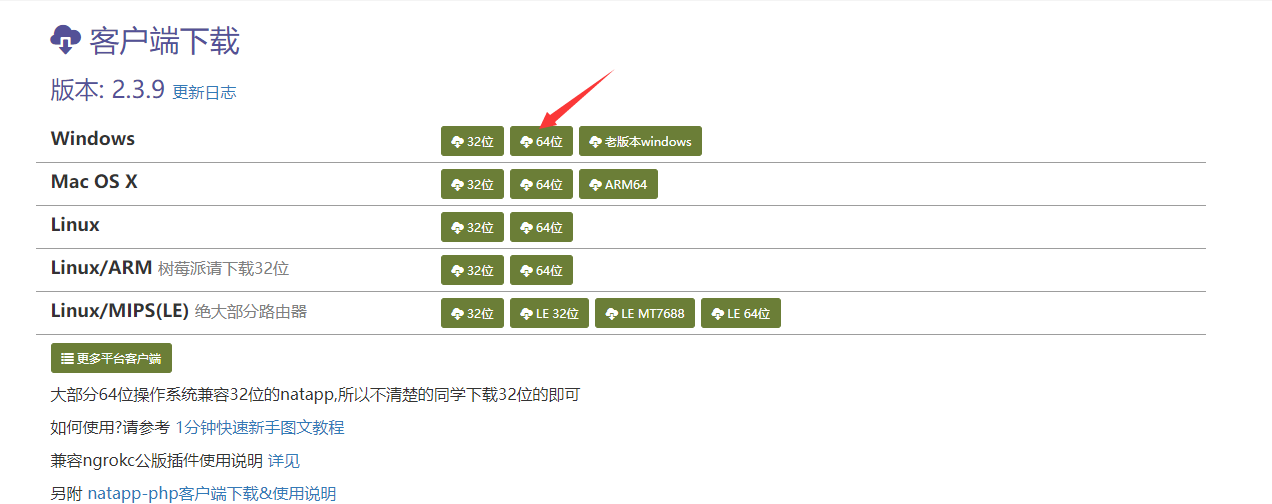 客户端下载
版本: 2.3.9 更新日志
Windows 32位 64位 老版本windows
Mac OS X 32位 64位 ARM64
Linux 32位 64位
Linux/ARM 树莓派请下载32位 32位 64位
Linux/MIPS(LE) 绝大部分路由器 32位 LE 32位 LE MT7688 LE 64位
更多平台客户端
大部分64位操作系统兼容32位的natapp,所以不清楚的同学下载32位的即可
如何使用?请参考 1分钟快速新手图文教程
兼容ngrokc公版插件使用说明 详见
另附 natapp-php客户端下载&使用说明